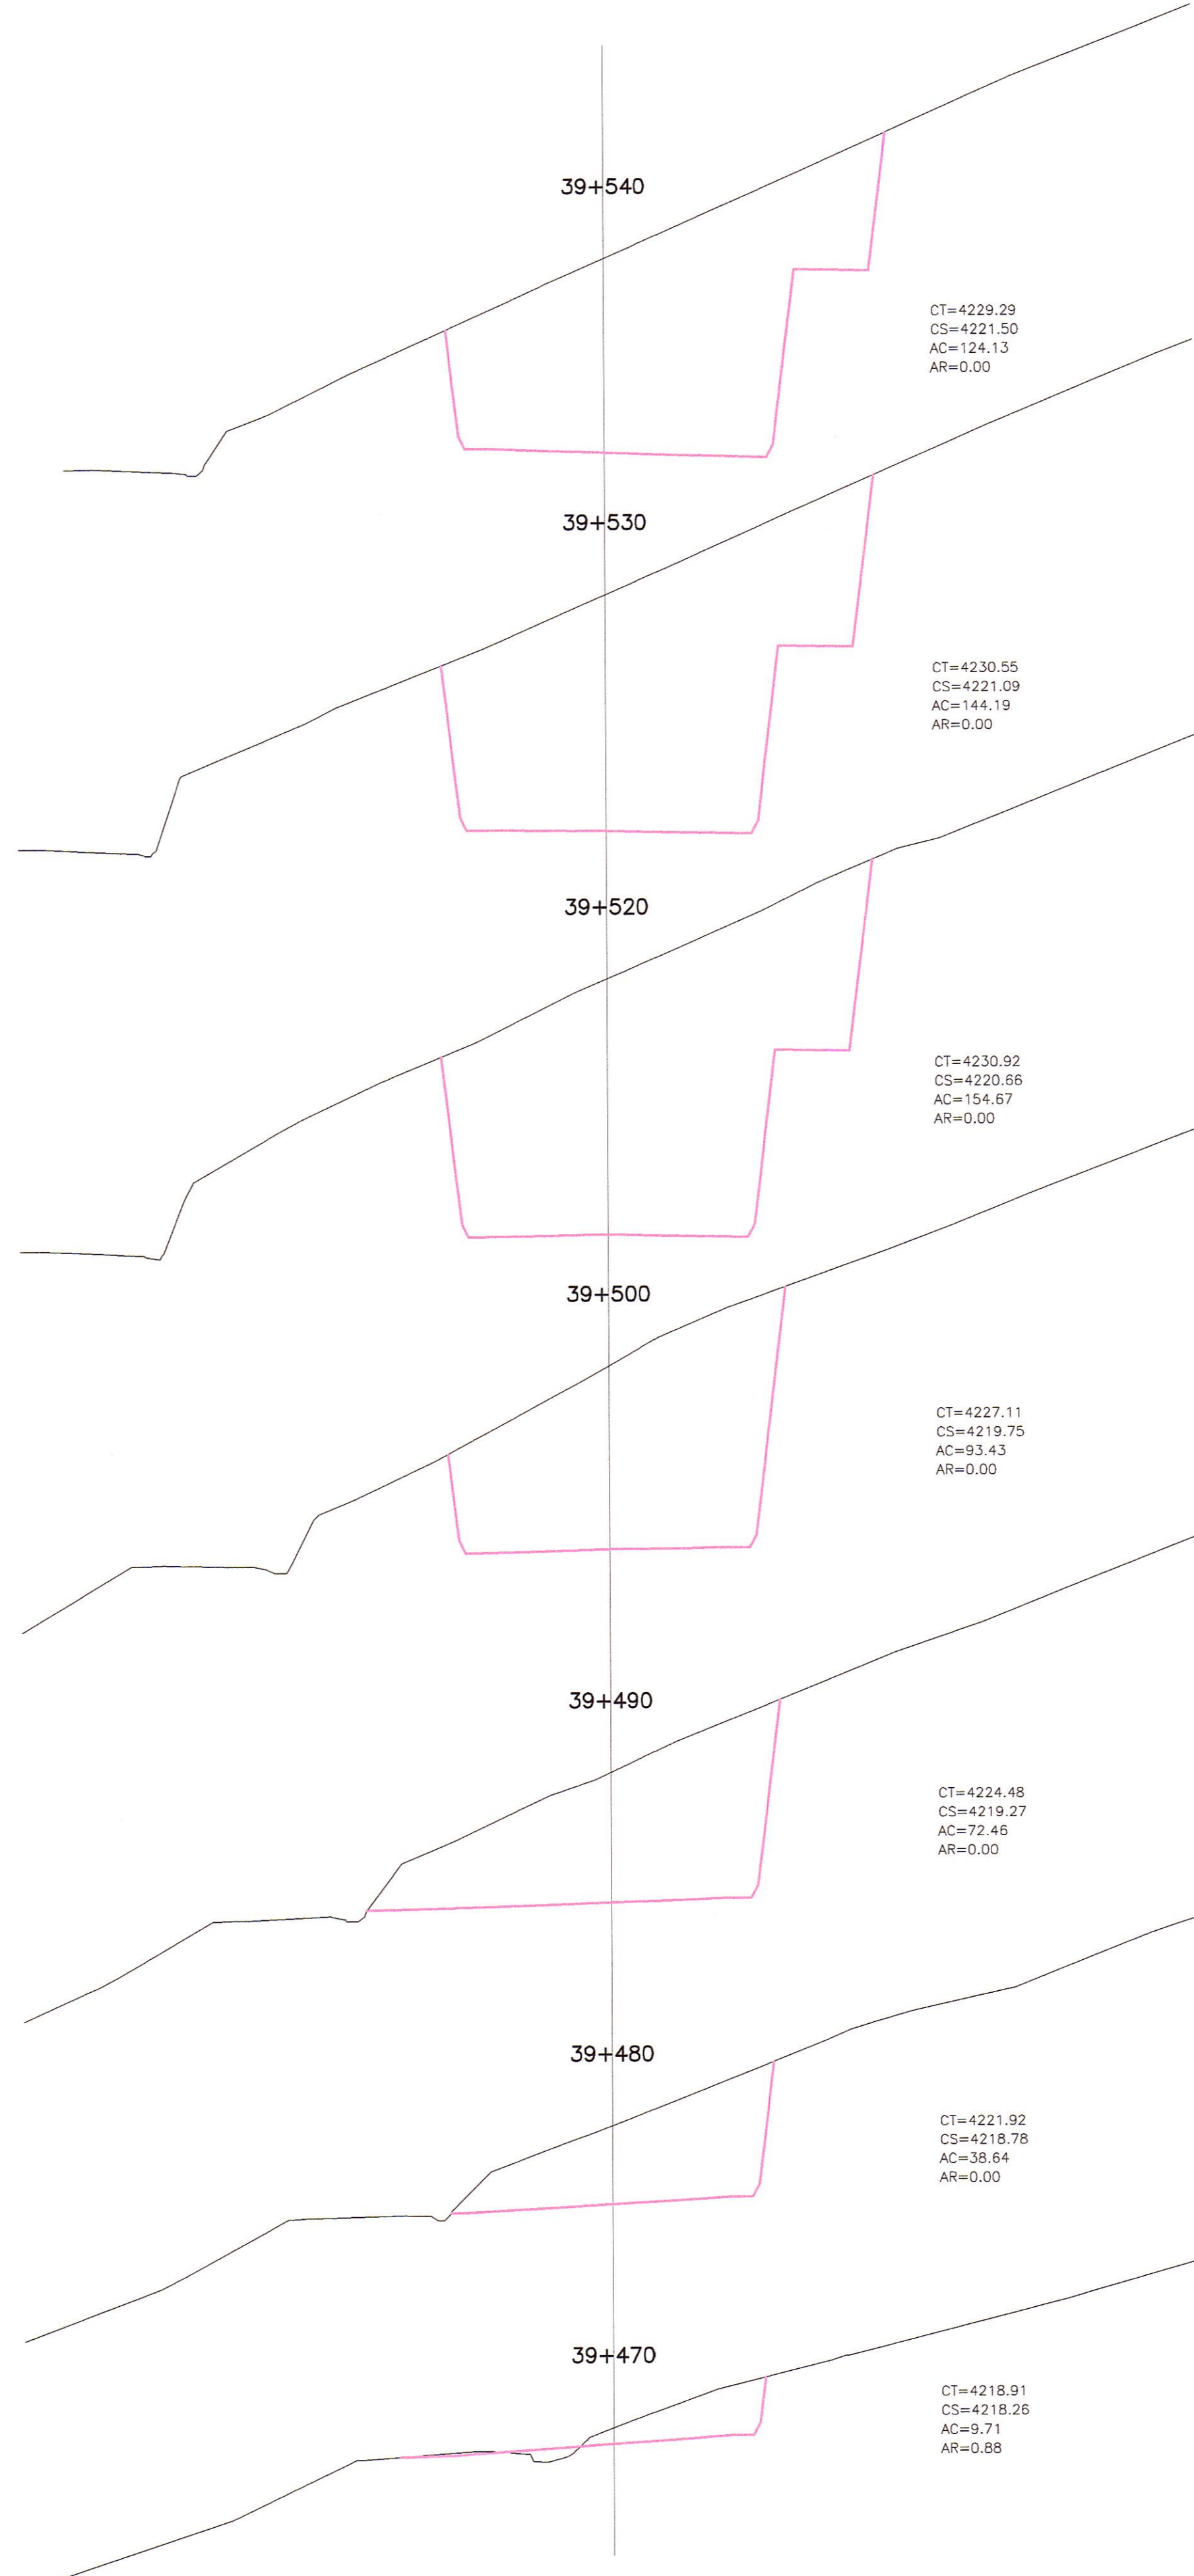 39+540
CT=4229.29
CS=4221.50
AC=124.13
AR=0.00
39+530
CT=4230.55
CS=4221.09
AC=144.19
AR=0.00
39+520
CT=4230.92
CS=4220.66
AC=154.67
AR=0.00
39+500
CT=4227.11
CS=4219.75
AC=93.43
AR=0.00
39+490
CT=4224.48
CS=4219.27
AC=72.46
AR=0.00
39+480
CT=4221.92
CS=4218.78
AC=38.64
AR=0.00
39+470
CT=4218.91
CS=4218.26
AC=9.71
AR=0.88